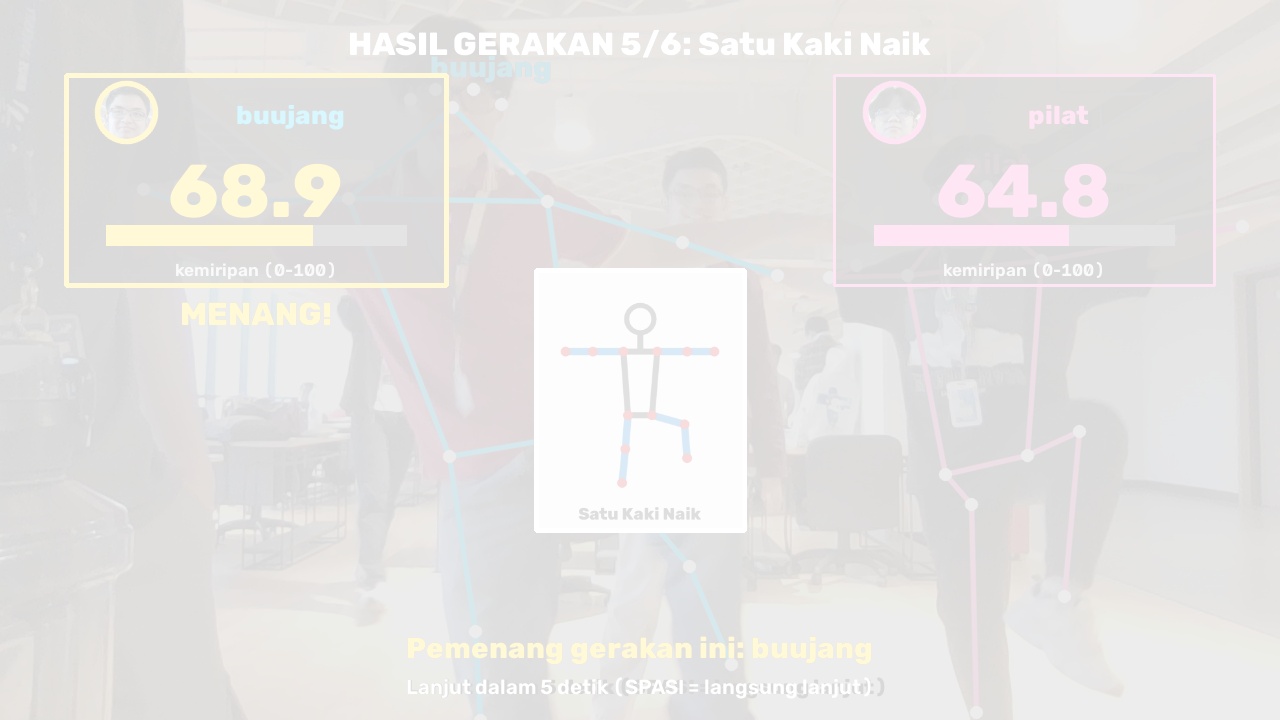 HASIL GERAKAN 5/6: Satu Kaki Naik
buujang
buujang
68.9
kemiripan (0-100)
MENANG!
pilat
64.8
kemiripan (0-100)
Satu Kaki Naik
Pemenang gerakan ini: buujang
Lanjut dalam 5 detik (SPASI = langsung lanjut)